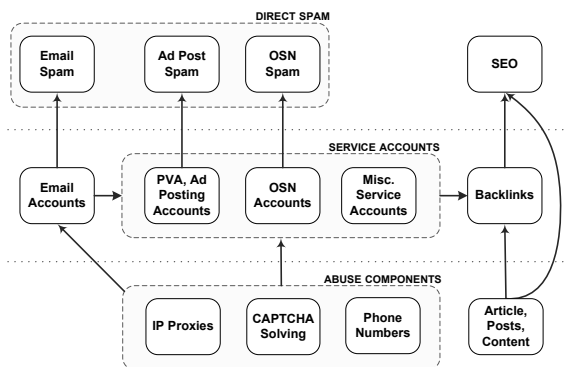 DIRECT SPAM
Email
Spam
Ad Post
Spam
OSN
Spam
SEO
SERVICE ACCOUNTS
Email
Accounts
PVA, Ad
Posting
Accounts
OSN
Accounts
Misc.
Service
Accounts
Backlinks
ABUSE COMPONENTS
IP Proxies
CAPTCHA
Solving
Phone
Numbers
Article,
Posts,
Content